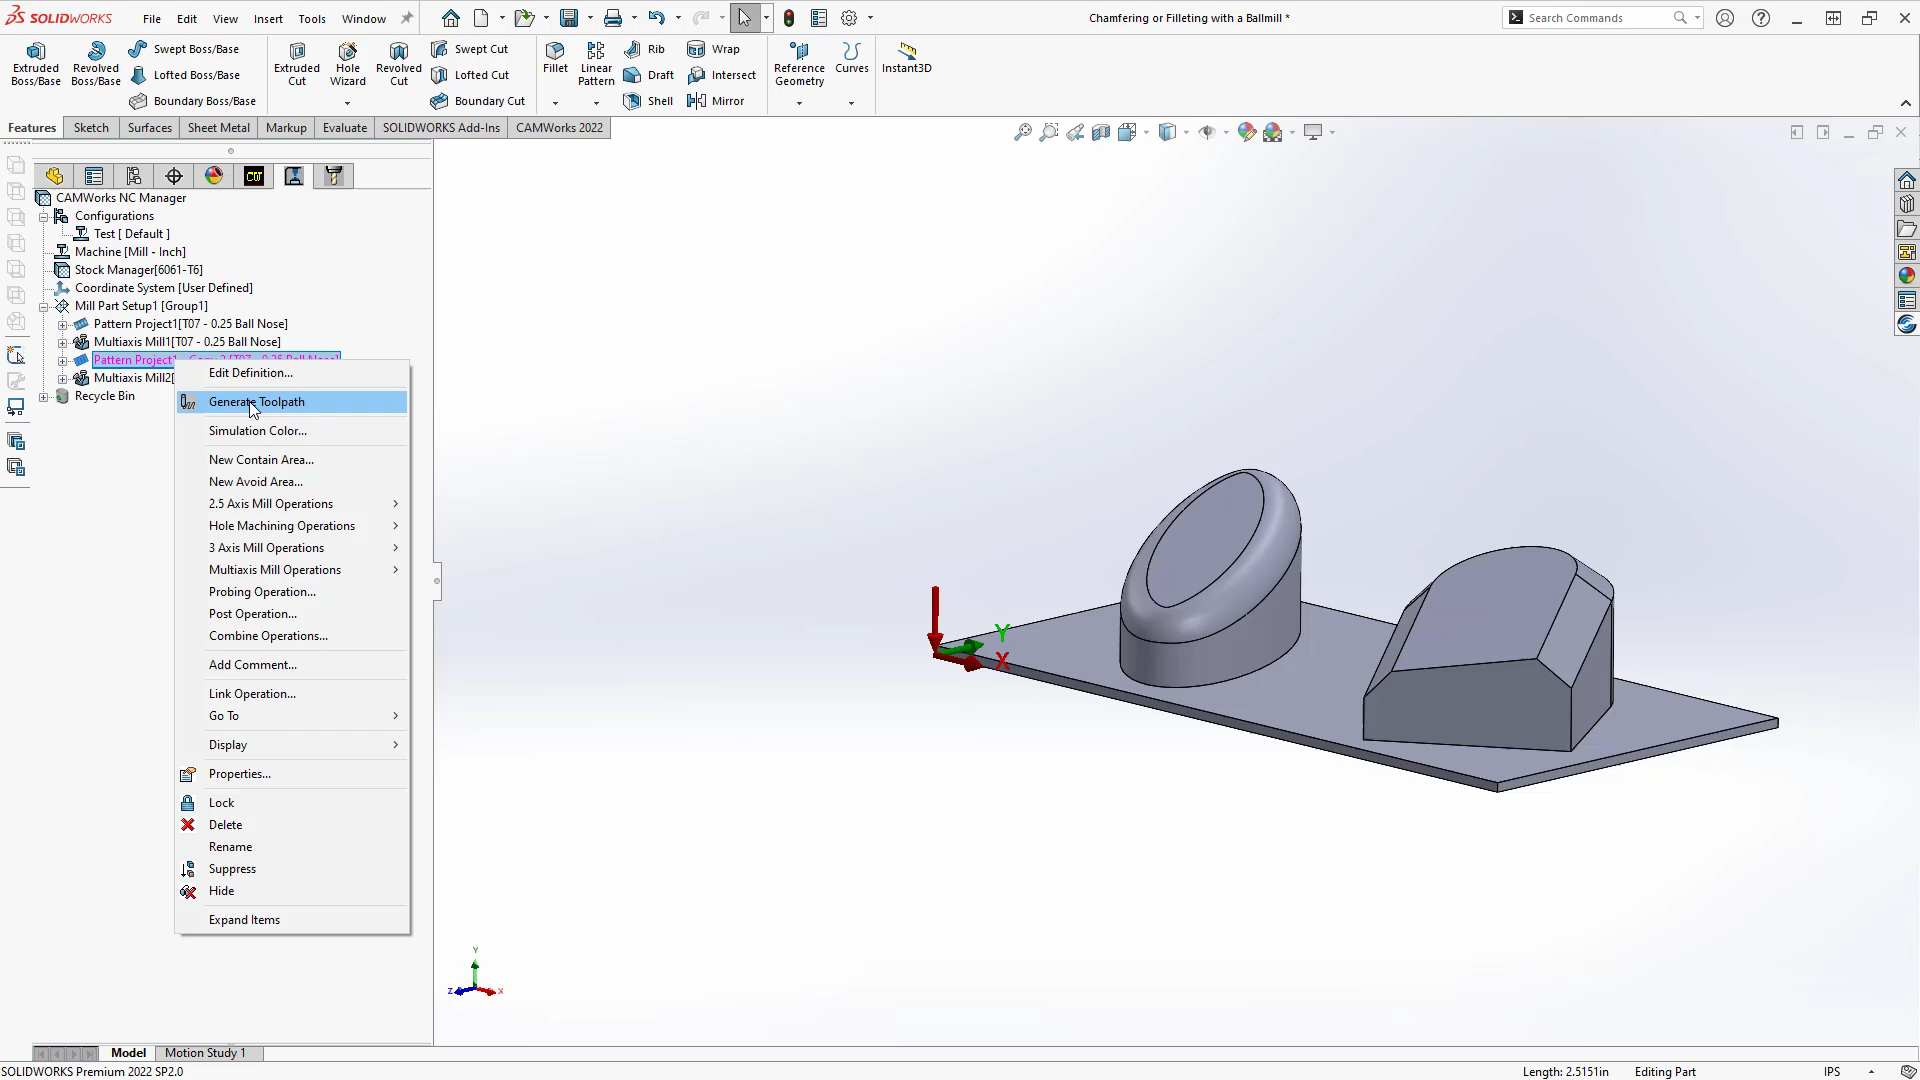 SOLIDWORKS File Edit View Insert Tools Window
Chamfering or Filleting with a Ballmill *
Search Commands
Extruded Boss/Base
Revolved Boss/Base
Swept Boss/Base
Lofted Boss/Base
Boundary Boss/Base
Extruded Cut
Hole Wizard
Revolved Cut
Swept Cut
Lofted Cut
Boundary Cut
Fillet
Linear Pattern
Rib
Draft
Shell
Wrap
Intersect
Mirror
Reference Geometry
Curves
Instant3D
Features Sketch Surfaces Sheet Metal Markup Evaluate SOLIDWORKS Add-Ins CAMWorks 2022
CAMWorks NC Manager
Configurations
Test [ Default ]
Machine [Mill - Inch]
Stock Manager[6061-T6]
Coordinate System [User Defined]
Mill Part Setup1 [Group1]
Pattern Project1[T07 - 0.25 Ball Nose]
Multiaxis Mill1[T07 - 0.25 Ball Nose]
Pattern Project1
Multiaxis Mill2[
Recycle Bin
Edit Definition...
Generate Toolpath
Simulation Color...
New Contain Area...
New Avoid Area...
2.5 Axis Mill Operations
Hole Machining Operations
3 Axis Mill Operations
Multiaxis Mill Operations
Probing Operation...
Post Operation...
Combine Operations...
Add Comment...
Link Operation...
Go To
Display
Properties...
Lock
Delete
Rename
Suppress
Hide
Expand Items
Y
X
Y
Z
X
Model Motion Study 1
SOLIDWORKS Premium 2022 SP2.0
Length: 2.5151in Editing Part IPS